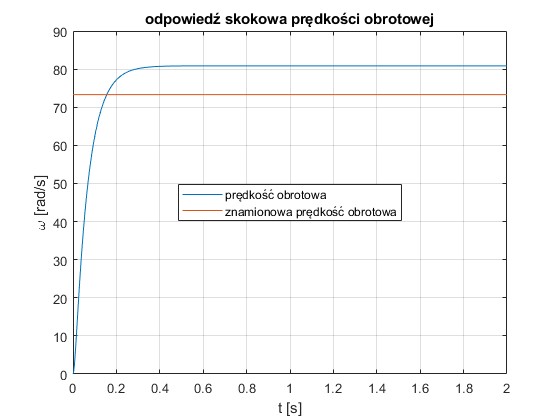 odpowiedź skokowa prędkości obrotowej
90
80
70
60
50
40
30
20
10
0
ω [rad/s]
prędkość obrotowa
znamionowa prędkość obrotowa
0 0.2 0.4 0.6 0.8 1 1.2 1.4 1.6 1.8 2
t [s]